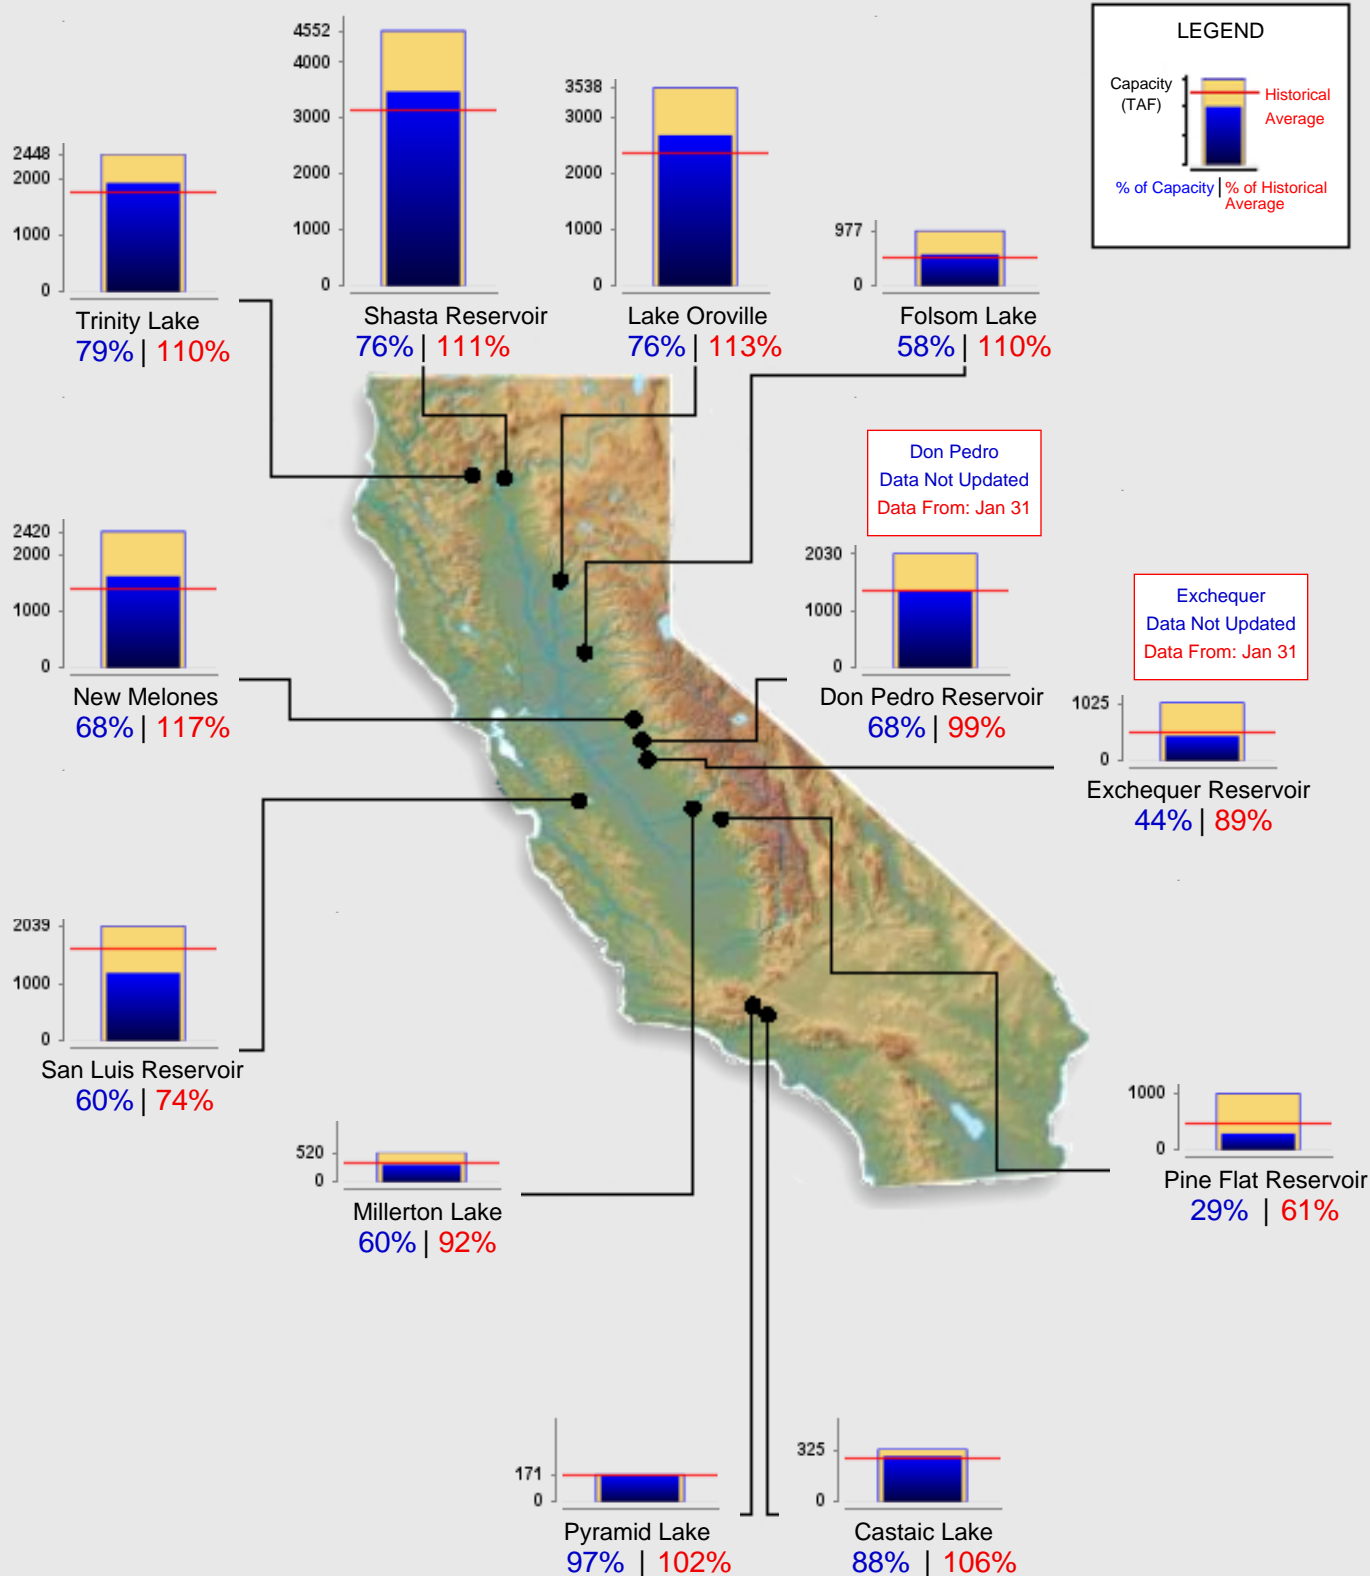 LEGEND
Capacity
(TAF)
Historical
Average
% of Capacity | % of Historical
Average
4552
4000
3000
2000
1000
0
Shasta Reservoir
76% | 111%
3538
3000
2000
1000
0
Lake Oroville
76% | 113%
2448
2000
1000
0
Trinity Lake
79% | 110%
977
0
Folsom Lake
58% | 110%
Don Pedro
Data Not Updated
Data From: Jan 31
2030
1000
0
Don Pedro Reservoir
68% | 99%
2420
2000
1000
0
New Melones
68% | 117%
Exchequer
Data Not Updated
Data From: Jan 31
1025
0
Exchequer Reservoir
44% | 89%
2039
1000
0
San Luis Reservoir
60% | 74%
520
0
Millerton Lake
60% | 92%
1000
0
Pine Flat Reservoir
29% | 61%
171
0
Pyramid Lake
97% | 102%
325
0
Castaic Lake
88% | 106%